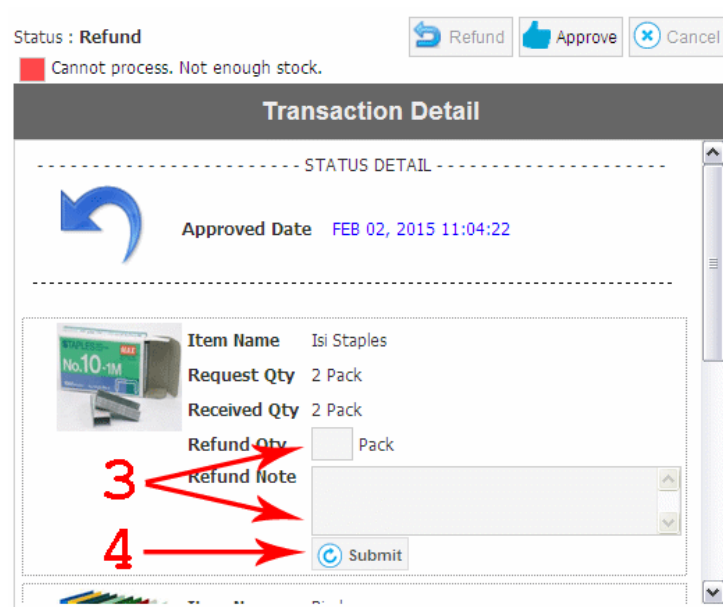 Status : Refund
Refund
Approve
Cancel
Cannot process. Not enough stock.
Transaction Detail
STATUS DETAIL
Approved Date FEB 02, 2015 11:04:22
STAPLES
MAX
No.10-1M
Item Name Isi Staples
Request Qty 2 Pack
Received Qty 2 Pack
Refund Qty Pack
3
Refund Note
4
Submit